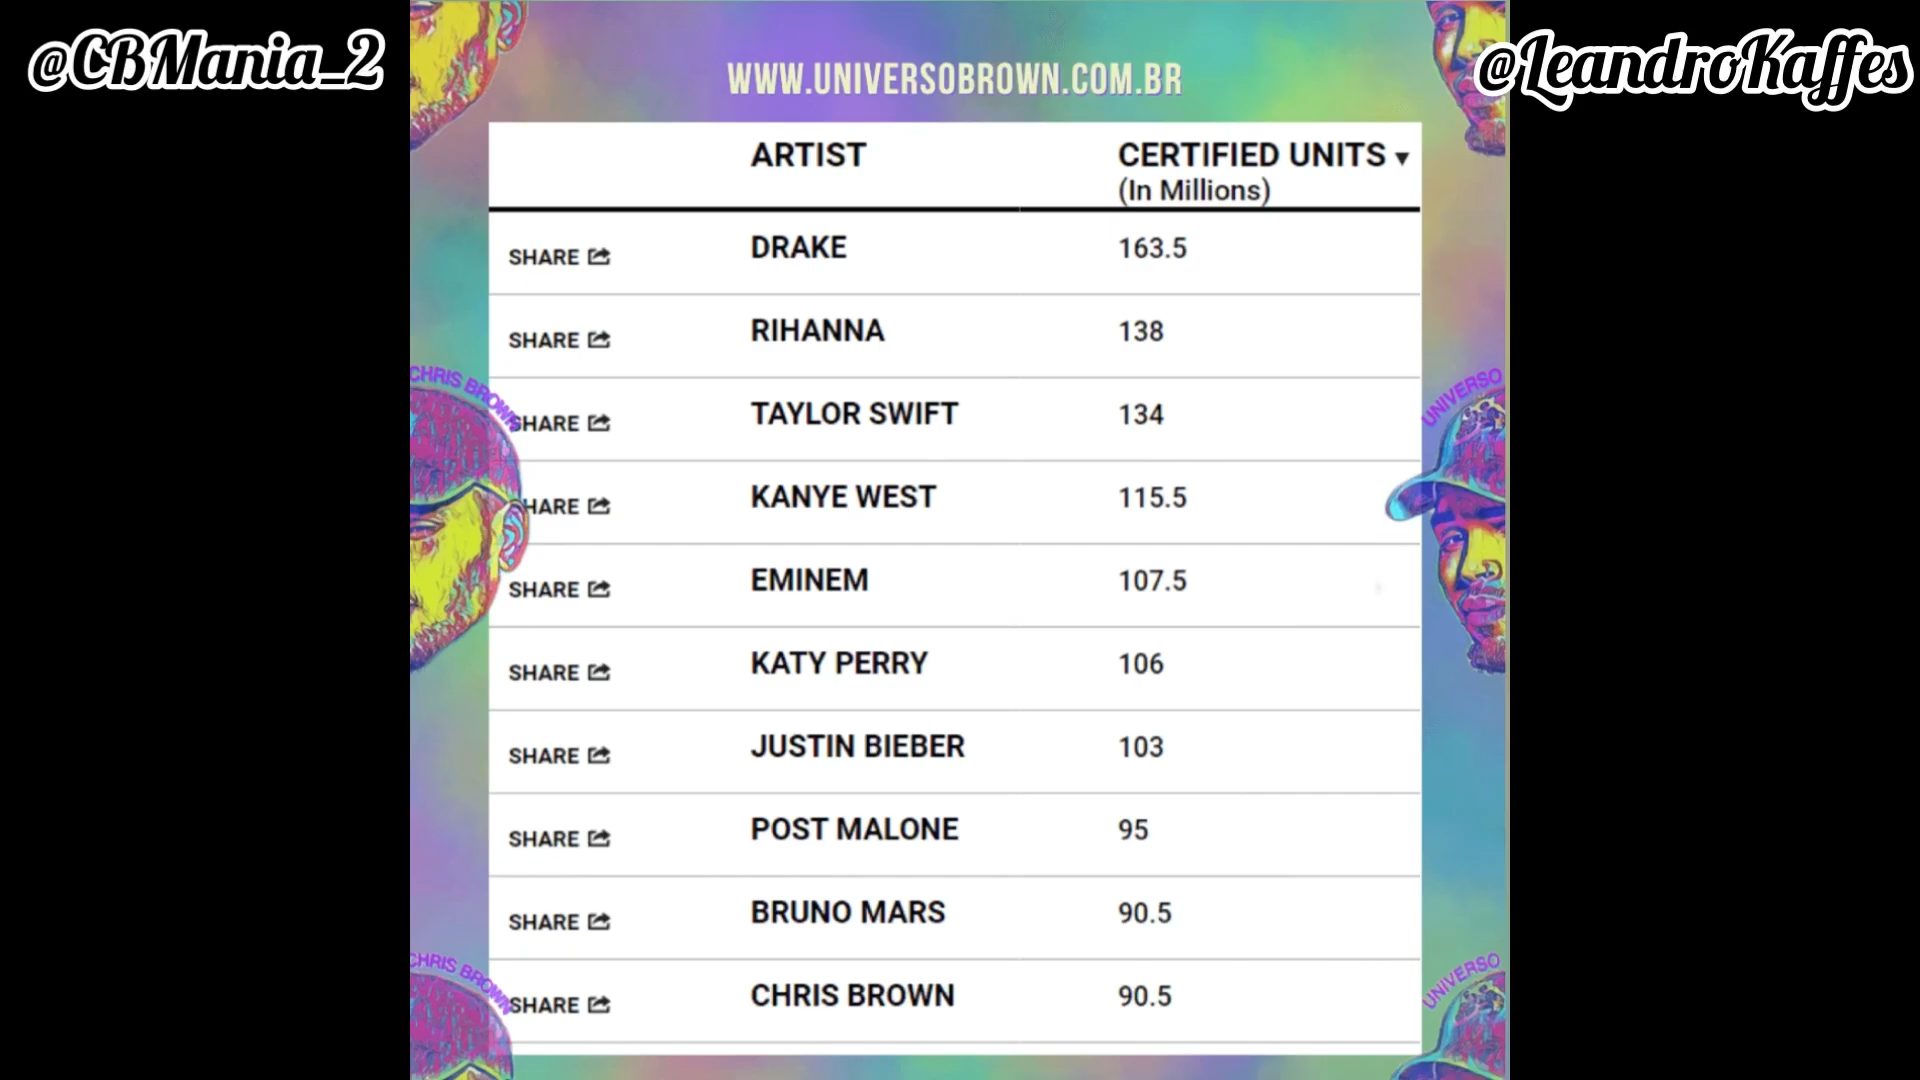 @CBMania_2
@LeandroKaffes
WWW.UNIVERSOBROWN.COM.BR
ARTIST CERTIFIED UNITS ▼
(In Millions)
SHARE DRAKE 163.5
SHARE RIHANNA 138
CHRIS BROWN
UNIVERSO
SHARE TAYLOR SWIFT 134
HARE KANYE WEST 115.5
SHARE EMINEM 107.5
SHARE KATY PERRY 106
SHARE JUSTIN BIEBER 103
SHARE POST MALONE 95
SHARE BRUNO MARS 90.5
CHRIS BROWN
UNIVERSO
SHARE CHRIS BROWN 90.5